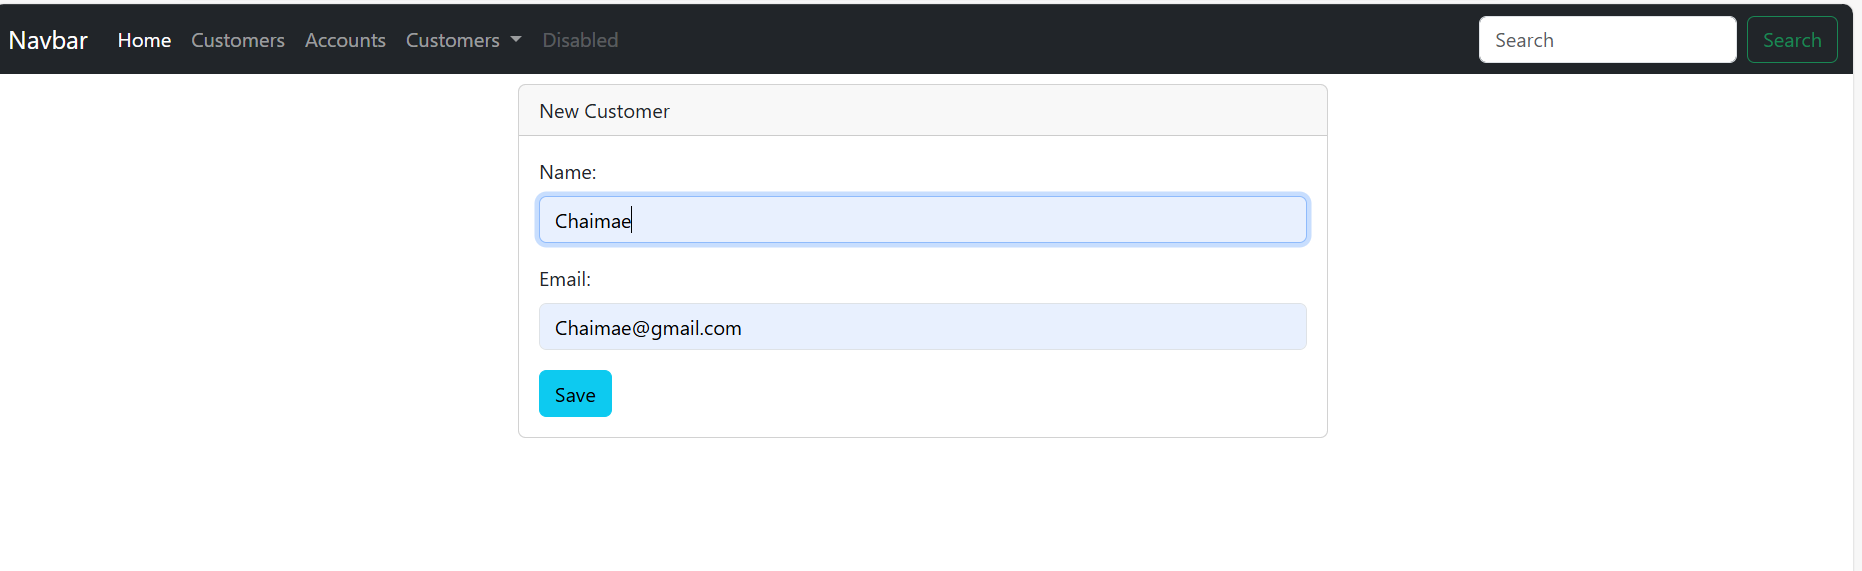 Navbar Home Customers Accounts Customers Disabled Search Search
New Customer
Name:
Chaimae
Email:
Chaimae@gmail.com
Save